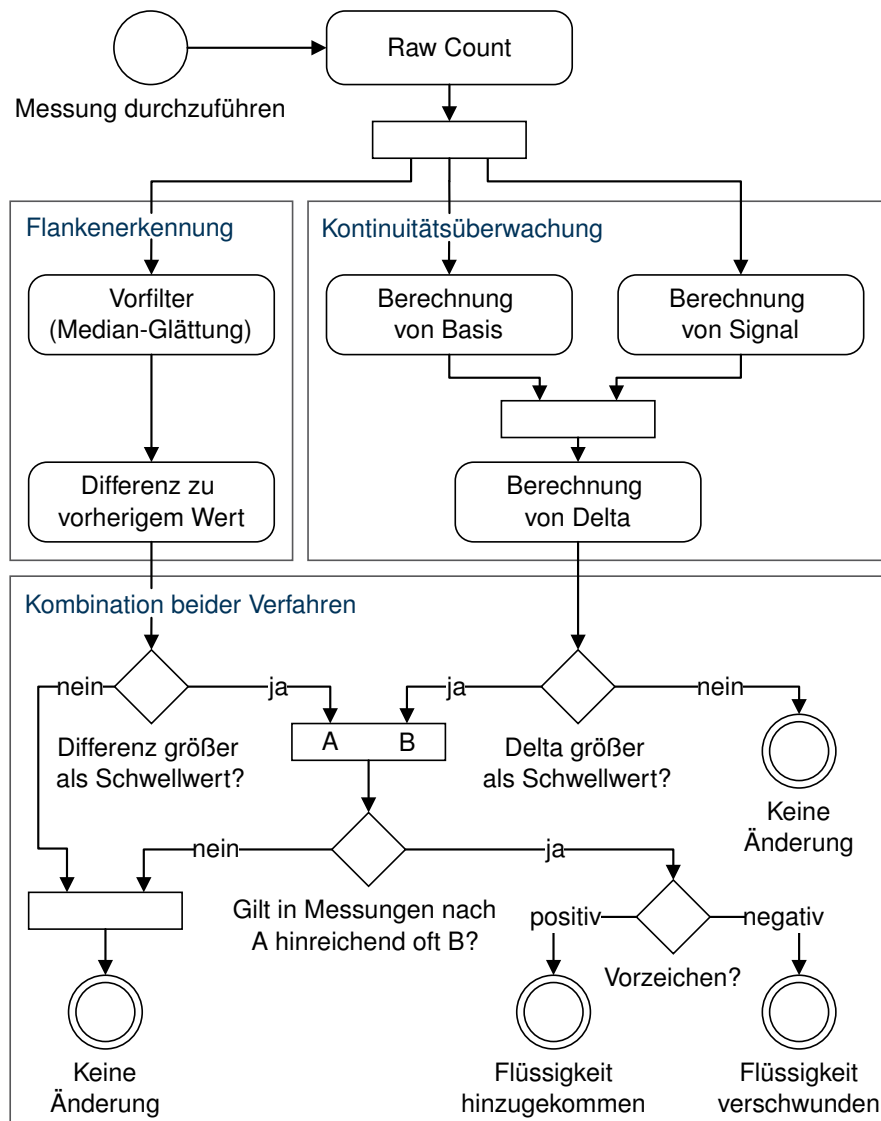 Raw Count
Messung durchzuführen
Flankenerkennung
Kontinuitätsüberwachung
Vorfilter
(Median-Glättung)
Berechnung
von Basis
Berechnung
von Signal
Differenz zu
vorherigem Wert
Berechnung
von Delta
Kombination beider Verfahren
nein
ja
ja
nein
A
B
Differenz größer
als Schwellwert?
Delta größer
als Schwellwert?
Keine
Änderung
nein
ja
Gilt in Messungen nach
A hinreichend oft B?
positiv
negativ
Vorzeichen?
Keine
Änderung
Flüssigkeit
hinzugekommen
Flüssigkeit
verschwunden